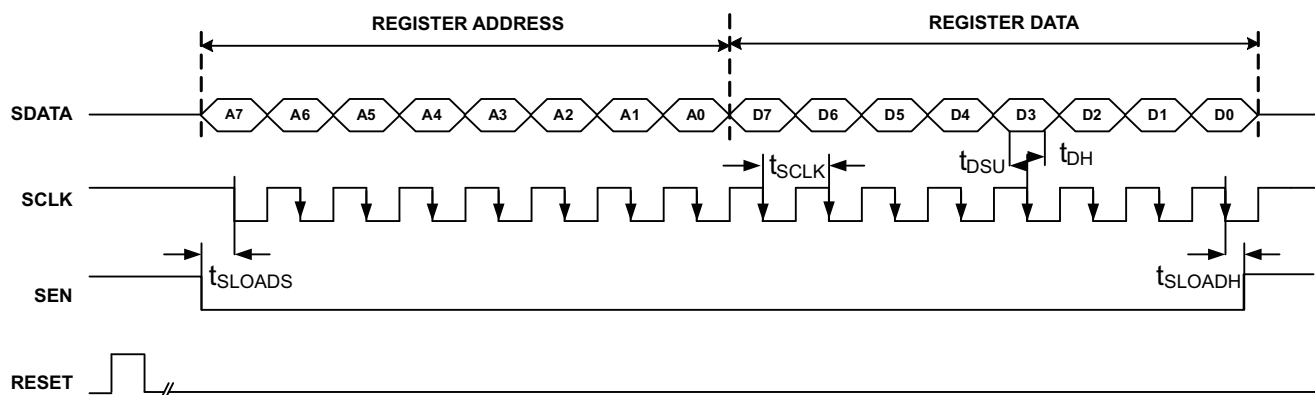 REGISTER ADDRESS REGISTER DATA
SDATA A7 A6 A5 A4 A3 A2 A1 A0 D7 D6 D5 D4 D3 D2 D1 D0
tSCLK tDSU tDH
SCLK
tSLOADS tSLOADH
SEN
RESET